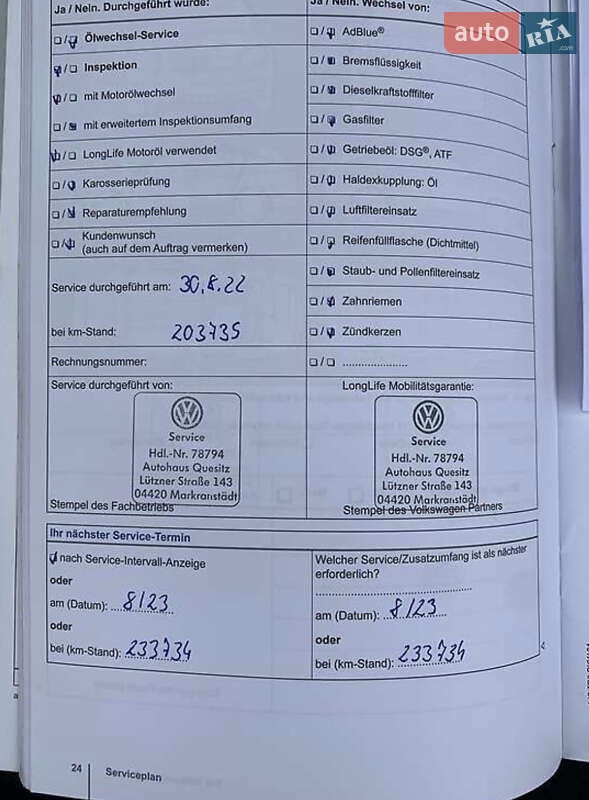 auto RIA .com
Ja / Nein. Durchgeführt wurde:
Ölwechsel-Service
Inspektion
mit Motorölwechsel
mit erweitertem Inspektionsumfang
LongLife Motoröl verwendet
Karosserieprüfung
Reparaturempfehlung
Kundenwunsch
(auch auf dem Auftrag vermerken)
Service durchgeführt am: 30.8.22
bei km-Stand: 203735
Rechnungsnummer:
Ja / Nein. Wechsel von:
AdBlue®
Bremsflüssigkeit
Dieselkraftstofffilter
Gasfilter
Getriebeöl: DSG®, ATF
Haldexkupplung: Öl
Luftfiltereinsatz
Reifenfüllflasche (Dichtmittel)
Staub- und Pollenfiltereinsatz
Zahnriemen
Zündkerzen
Service durchgeführt von:
Service
Hdl.-Nr. 78794
Autohaus Quesitz
Lützner Straße 143
04420 Markranstädt
Stempel des Fachbetriebs
LongLife Mobilitätsgarantie:
Service
Hdl.-Nr. 78794
Autohaus Quesitz
Lützner Straße 143
04420 Markranstädt
Stempel des Volkswagen Partners
Ihr nächster Service-Termin
nach Service-Intervall-Anzeige
oder
am (Datum): 8/23
oder
bei (km-Stand): 233734
Welcher Service/Zusatzumfang ist als nächster
erforderlich?
am (Datum): 8/23
oder
bei (km-Stand): 233734
24
Serviceplan